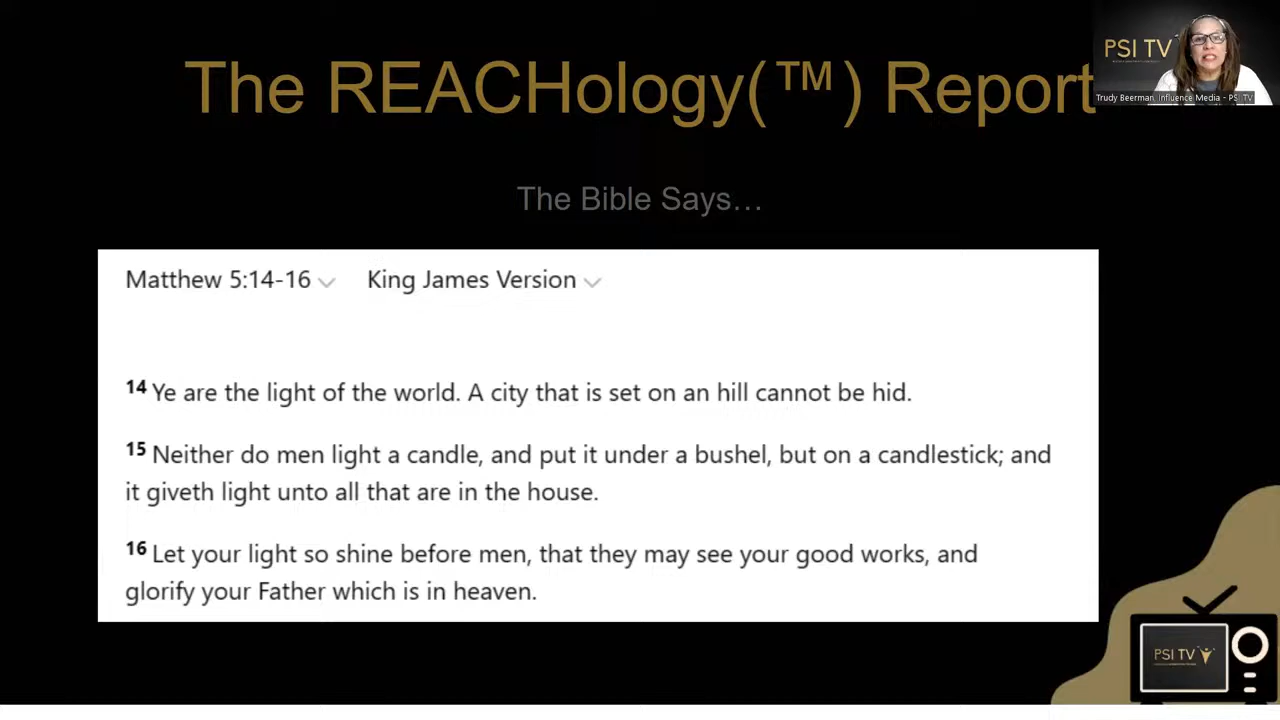 The REACHology(™) Report
PSI TV
Trudy Beerman, Influence Media - PSI TV
The Bible Says…
Matthew 5:14-16 King James Version
14 Ye are the light of the world. A city that is set on an hill cannot be hid.
15 Neither do men light a candle, and put it under a bushel, but on a candlestick; and
it giveth light unto all that are in the house.
16 Let your light so shine before men, that they may see your good works, and
glorify your Father which is in heaven.
PSI TV